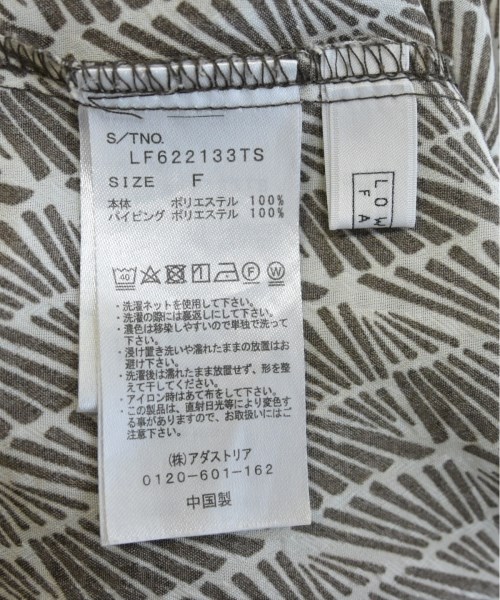 S/TNO.
LF622133TS
SIZE F
本体 ポリエステル 100%
パイピング ポリエステル 100%
40
・洗濯ネットを使用して下さい。
・洗濯の際には裏返しにして下さい。
・濃色は移染しやすいので単独で洗って
下さい。
・浸け置き洗いや濡れたままの放置はお
避け下さい。
・洗濯後は濡れたまま放置せず、形を整
えて干してください。
・アイロン時はあて布をして下さい。
・この製品は、直射日光等により変色す
る事がありますので、お取扱いにはご
注意下さい。
(株)アダストリア
0120-601-162
中国製
LOW
FA